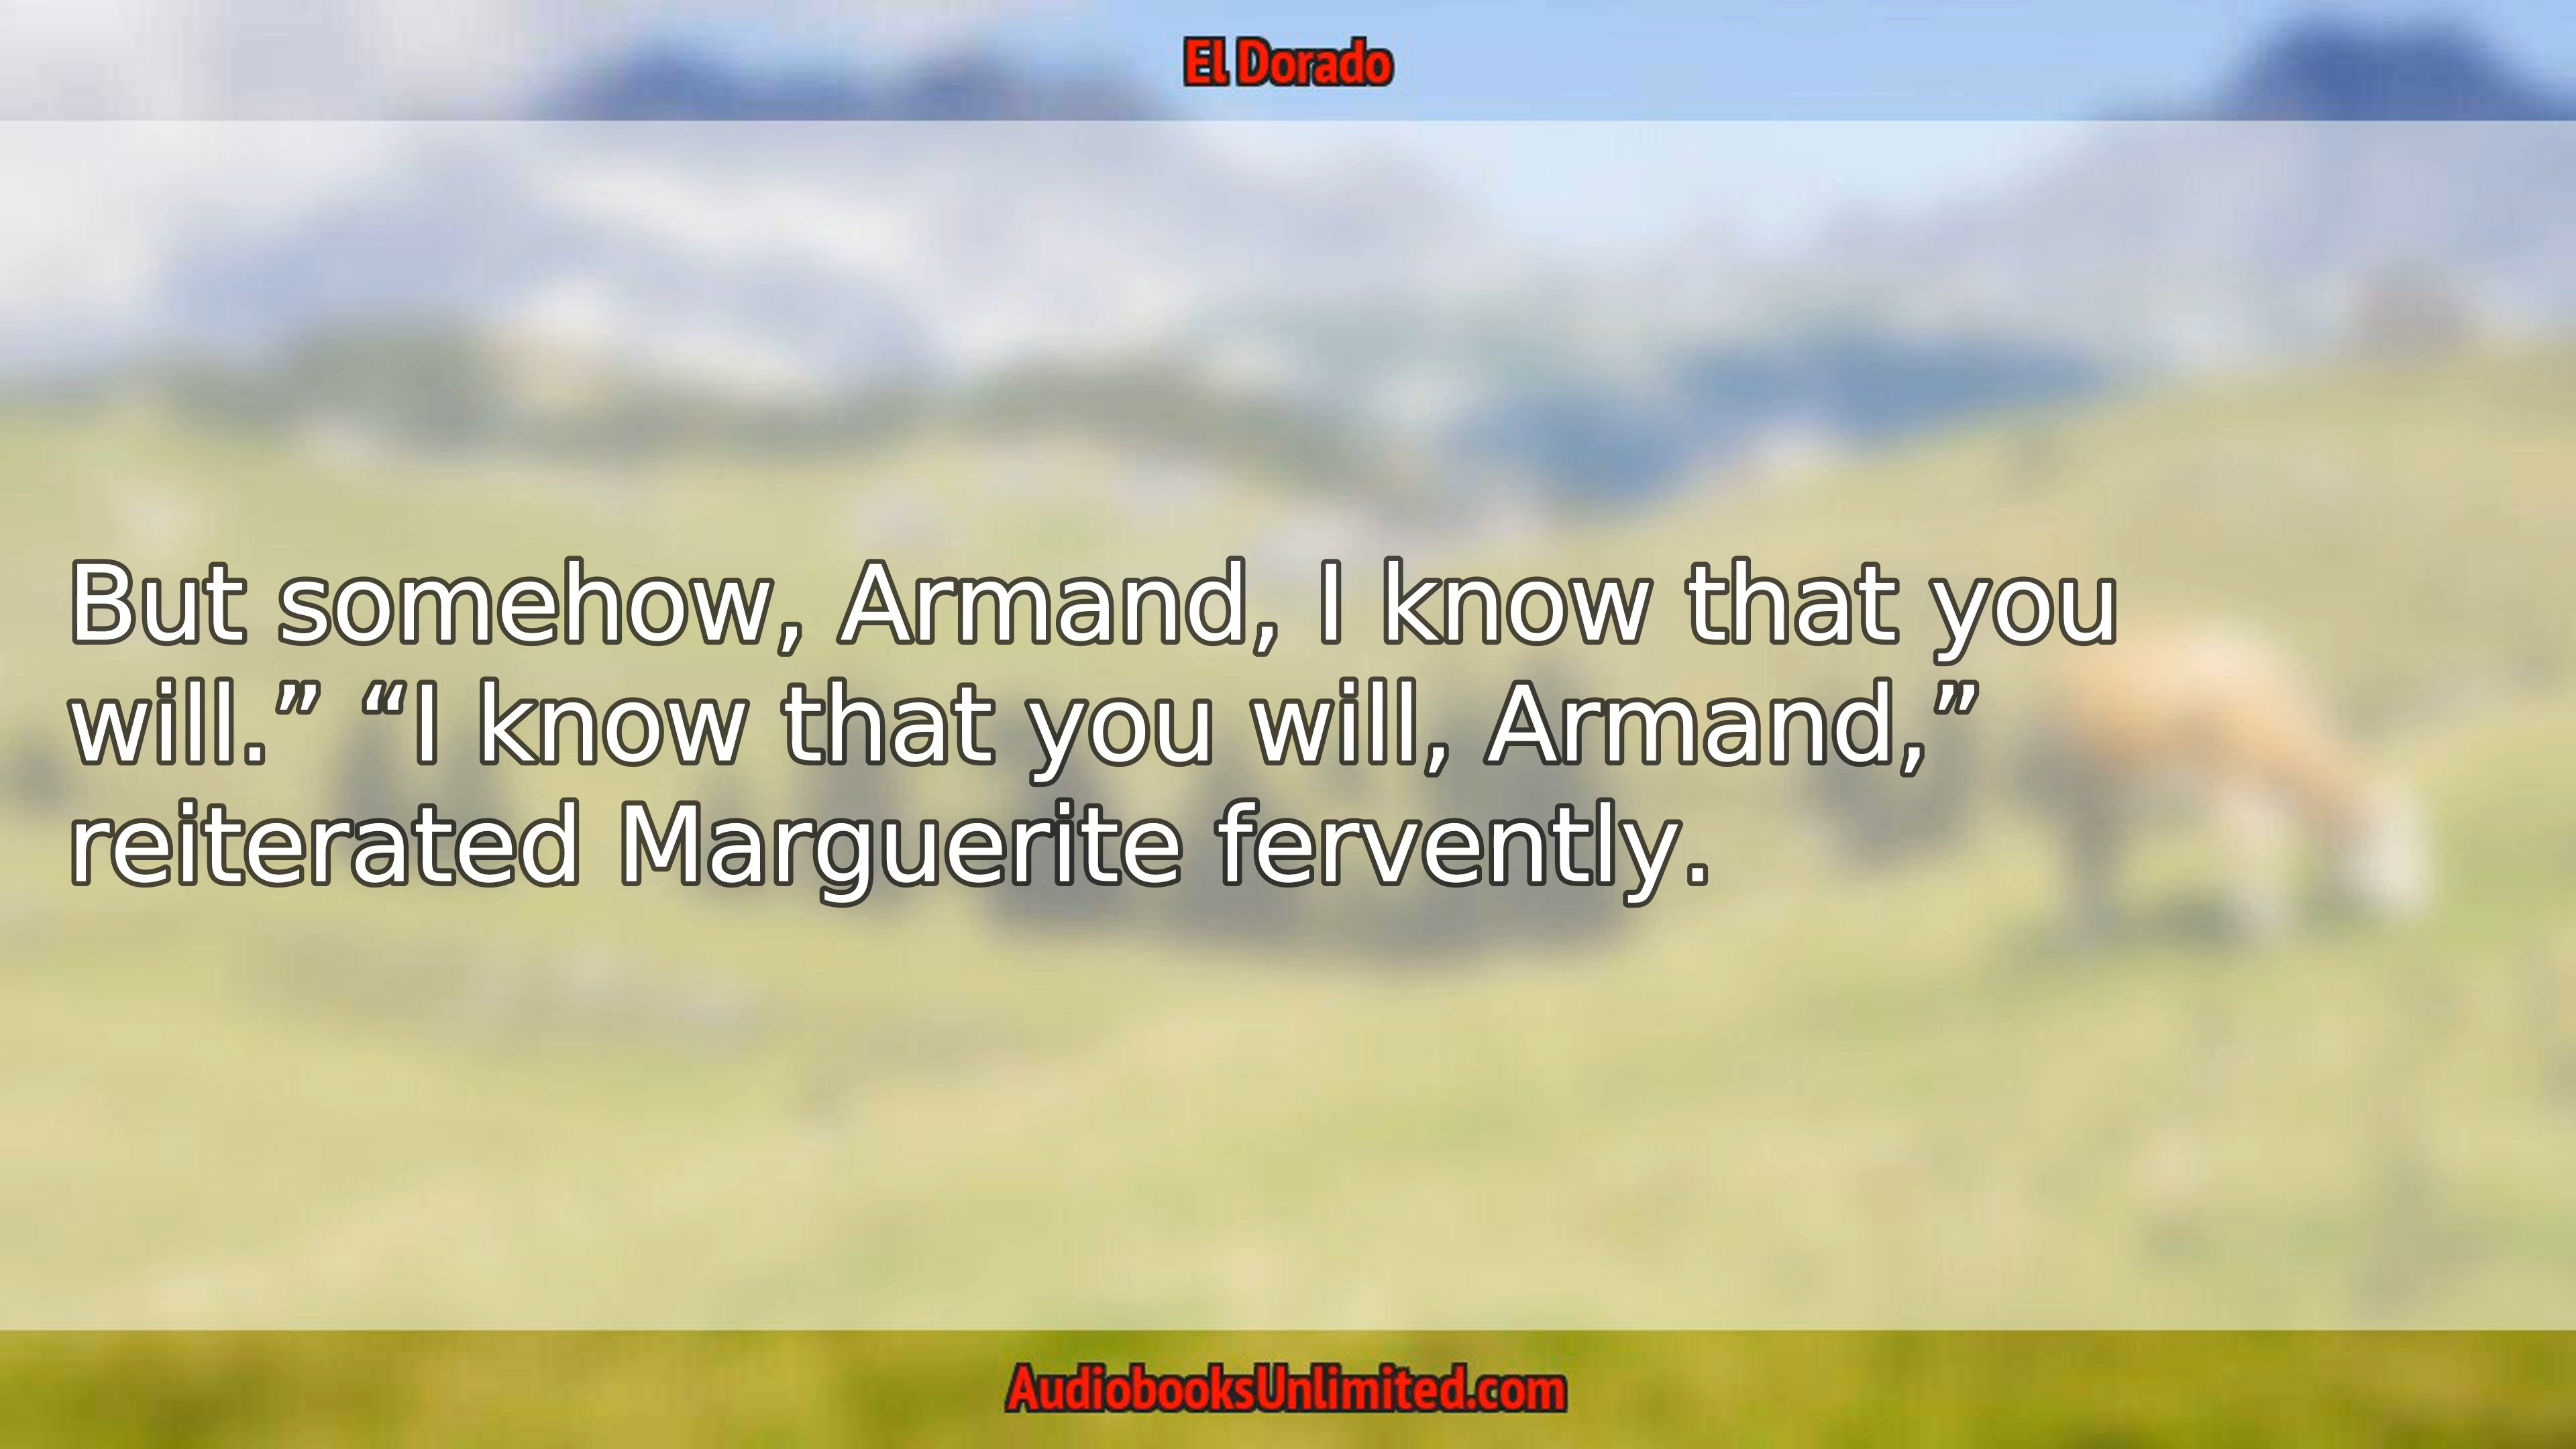 El Dorado
But somehow, Armand, I know that you
will.” “I know that you will, Armand,”
reiterated Marguerite fervently.
AudiobooksUnlimited.com